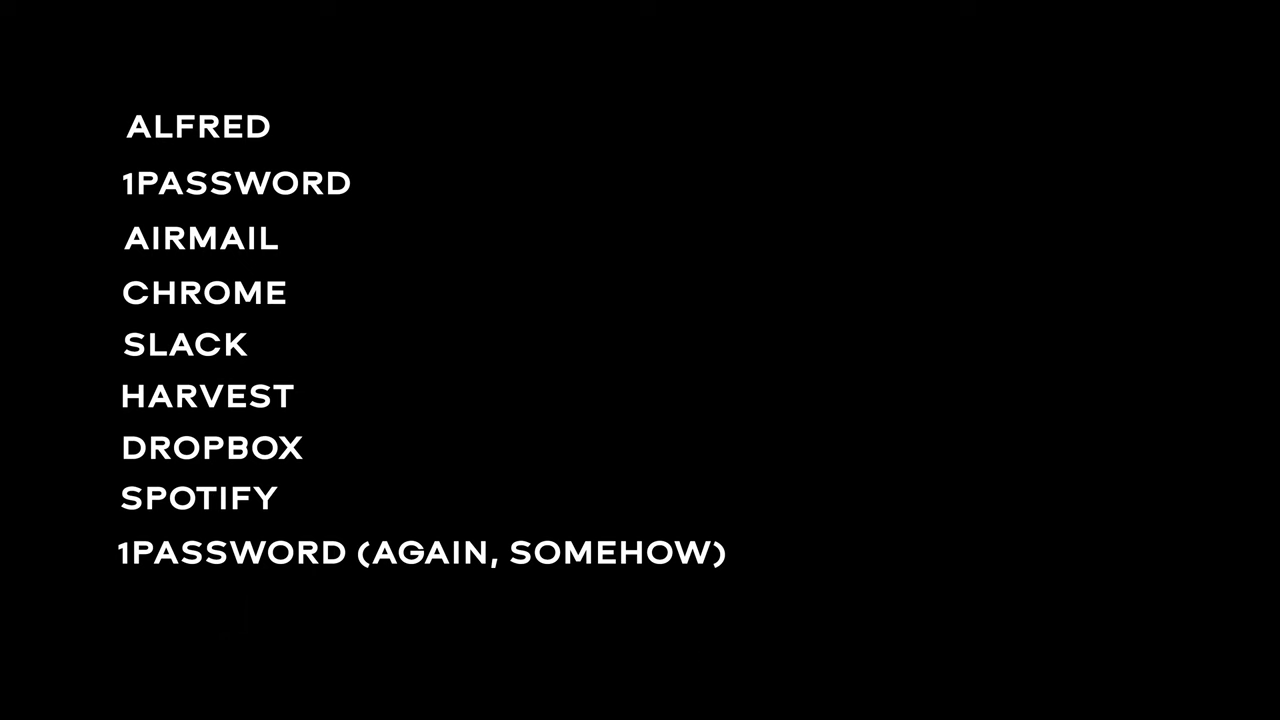 ALFRED
1PASSWORD
AIRMAIL
CHROME
SLACK
HARVEST
DROPBOX
SPOTIFY
1PASSWORD (AGAIN, SOMEHOW)